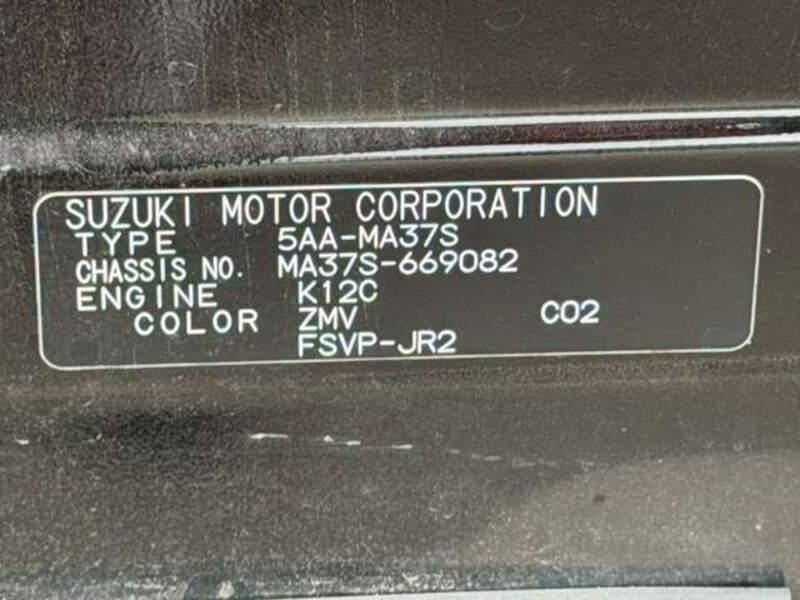 SUZUKI MOTOR CORPORATION
TYPE 5AA-MA37S
CHASSIS NO. MA37S-669082
ENGINE K12C
COLOR ZMV C02
FSVP-JR2